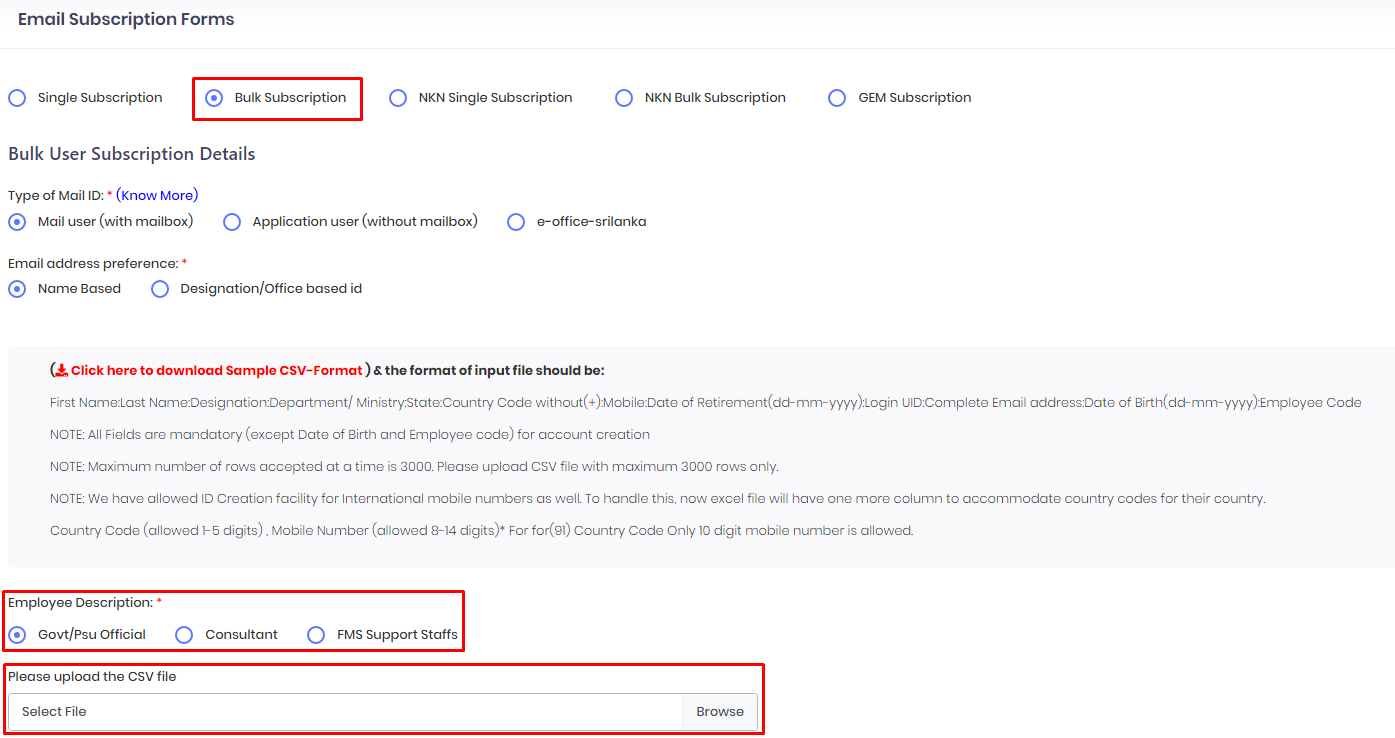 Email Subscription Forms
Single Subscription Bulk Subscription NKN Single Subscription NKN Bulk Subscription GEM Subscription
Bulk User Subscription Details
Type of Mail ID: * (Know More)
Mail user (with mailbox) Application user (without mailbox) e-office-srilanka
Email address preference: *
Name Based Designation/Office based id
( Click here to download Sample CSV-Format ) & the format of input file should be:
First Name:Last Name:Designation:Department/ Ministry:State:Country Code without(+):Mobile:Date of Retirement(dd-mm-yyyy):Login UID:Complete Email address:Date of Birth(dd-mm-yyyy):Employee Code
NOTE: All Fields are mandatory (except Date of Birth and Employee code) for account creation
NOTE: Maximum number of rows accepted at a time is 3000. Please upload CSV file with maximum 3000 rows only.
NOTE: We have allowed ID Creation facility for International mobile numbers as well. To handle this, now excel file will have one more column to accommodate country codes for their country.
Country Code (allowed 1-5 digits) , Mobile Number (allowed 8-14 digits)* For for(91) Country Code Only 10 digit mobile number is allowed.
Employee Description: *
Govt/Psu Official Consultant FMS Support Staffs
Please upload the CSV file
Select File Browse